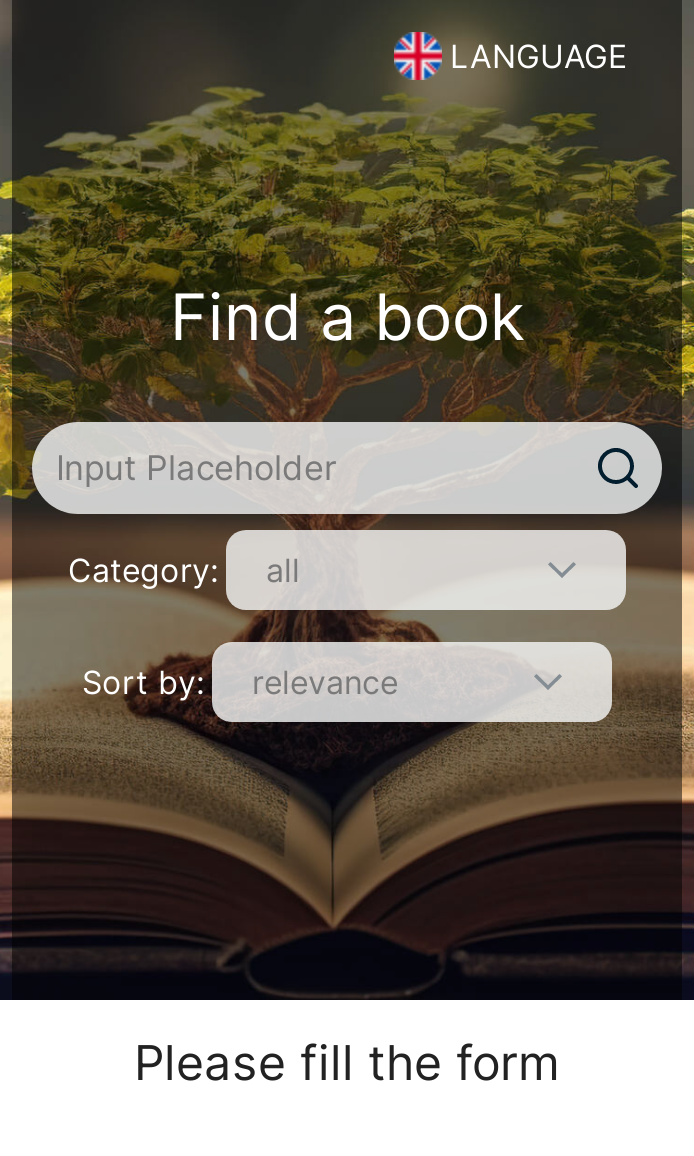 LANGUAGE
Find a book
Input Placeholder
Category: all
Sort by: relevance
Please fill the form